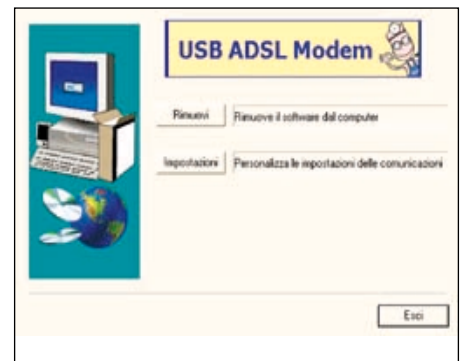 USB ADSL Modem
Rimuovi
Rimuove il software dal computer
Impostazioni
Personalizza le impostazioni delle comunicazioni
Esci